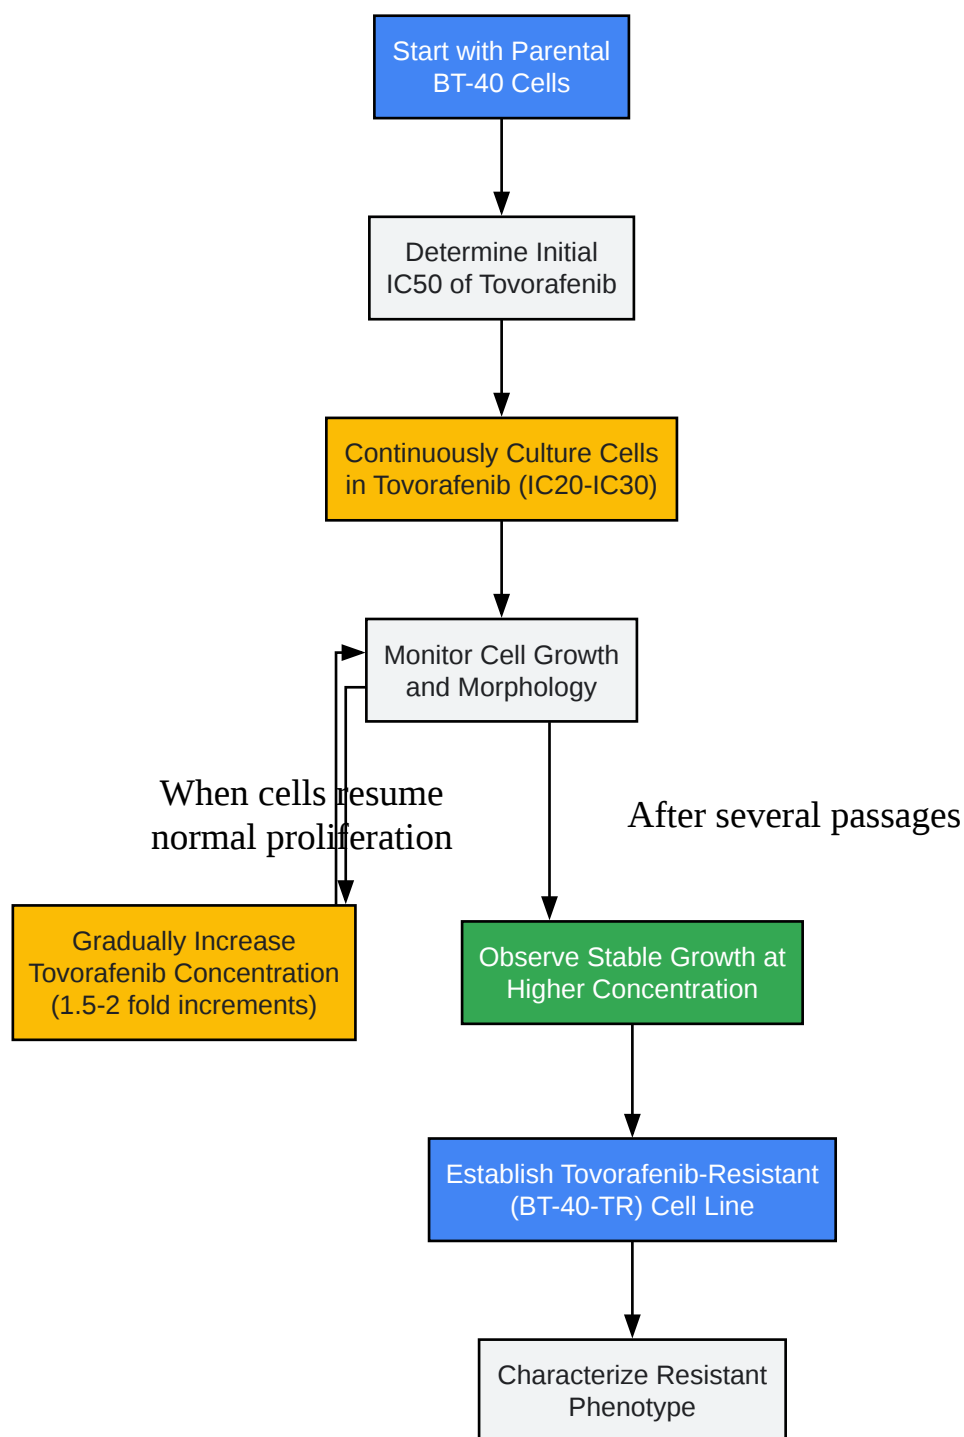 Start with Parental
BT-40 Cells
Determine Initial
IC50 of Tovorafenib
Continuously Culture Cells
in Tovorafenib (IC20-IC30)
Monitor Cell Growth
and Morphology
When cells resume
normal proliferation
After several passages
Gradually Increase
Tovorafenib Concentration
(1.5-2 fold increments)
Observe Stable Growth at
Higher Concentration
Establish Tovorafenib-Resistant
(BT-40-TR) Cell Line
Characterize Resistant
Phenotype